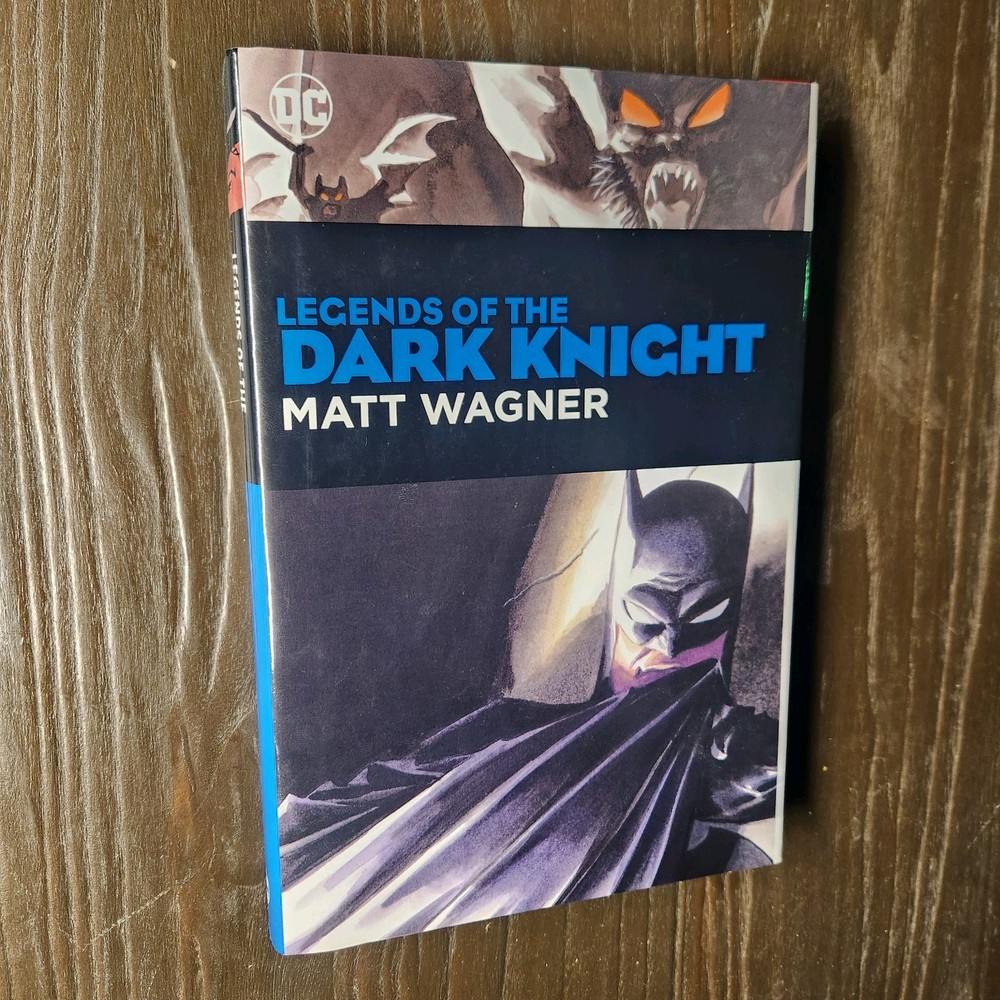 DC
LEGENDS OF THE
DARK KNIGHT
MATT WAGNER
LEGENDS OF THE